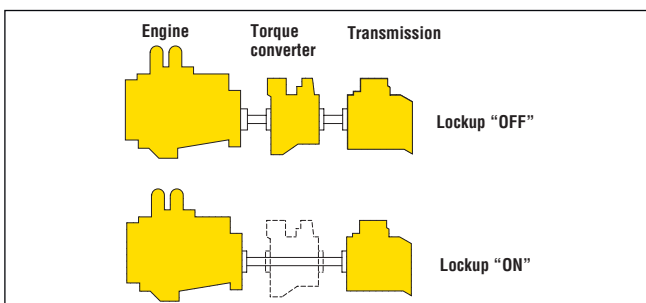 Engine
Torque
converter
Transmission
Lockup “OFF”
Lockup “ON”